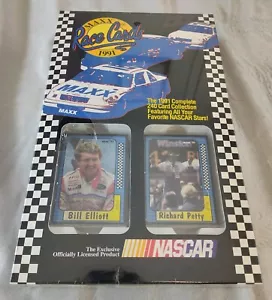 MAXX
Race Cards
1991
MAXX
The 1991 Complete
240 Card Collection
Featuring All Your
Favorite NASCAR Stars!
Bill Elliott
Richard Petty
The Exclusive
Officially Licensed Product
NASCAR